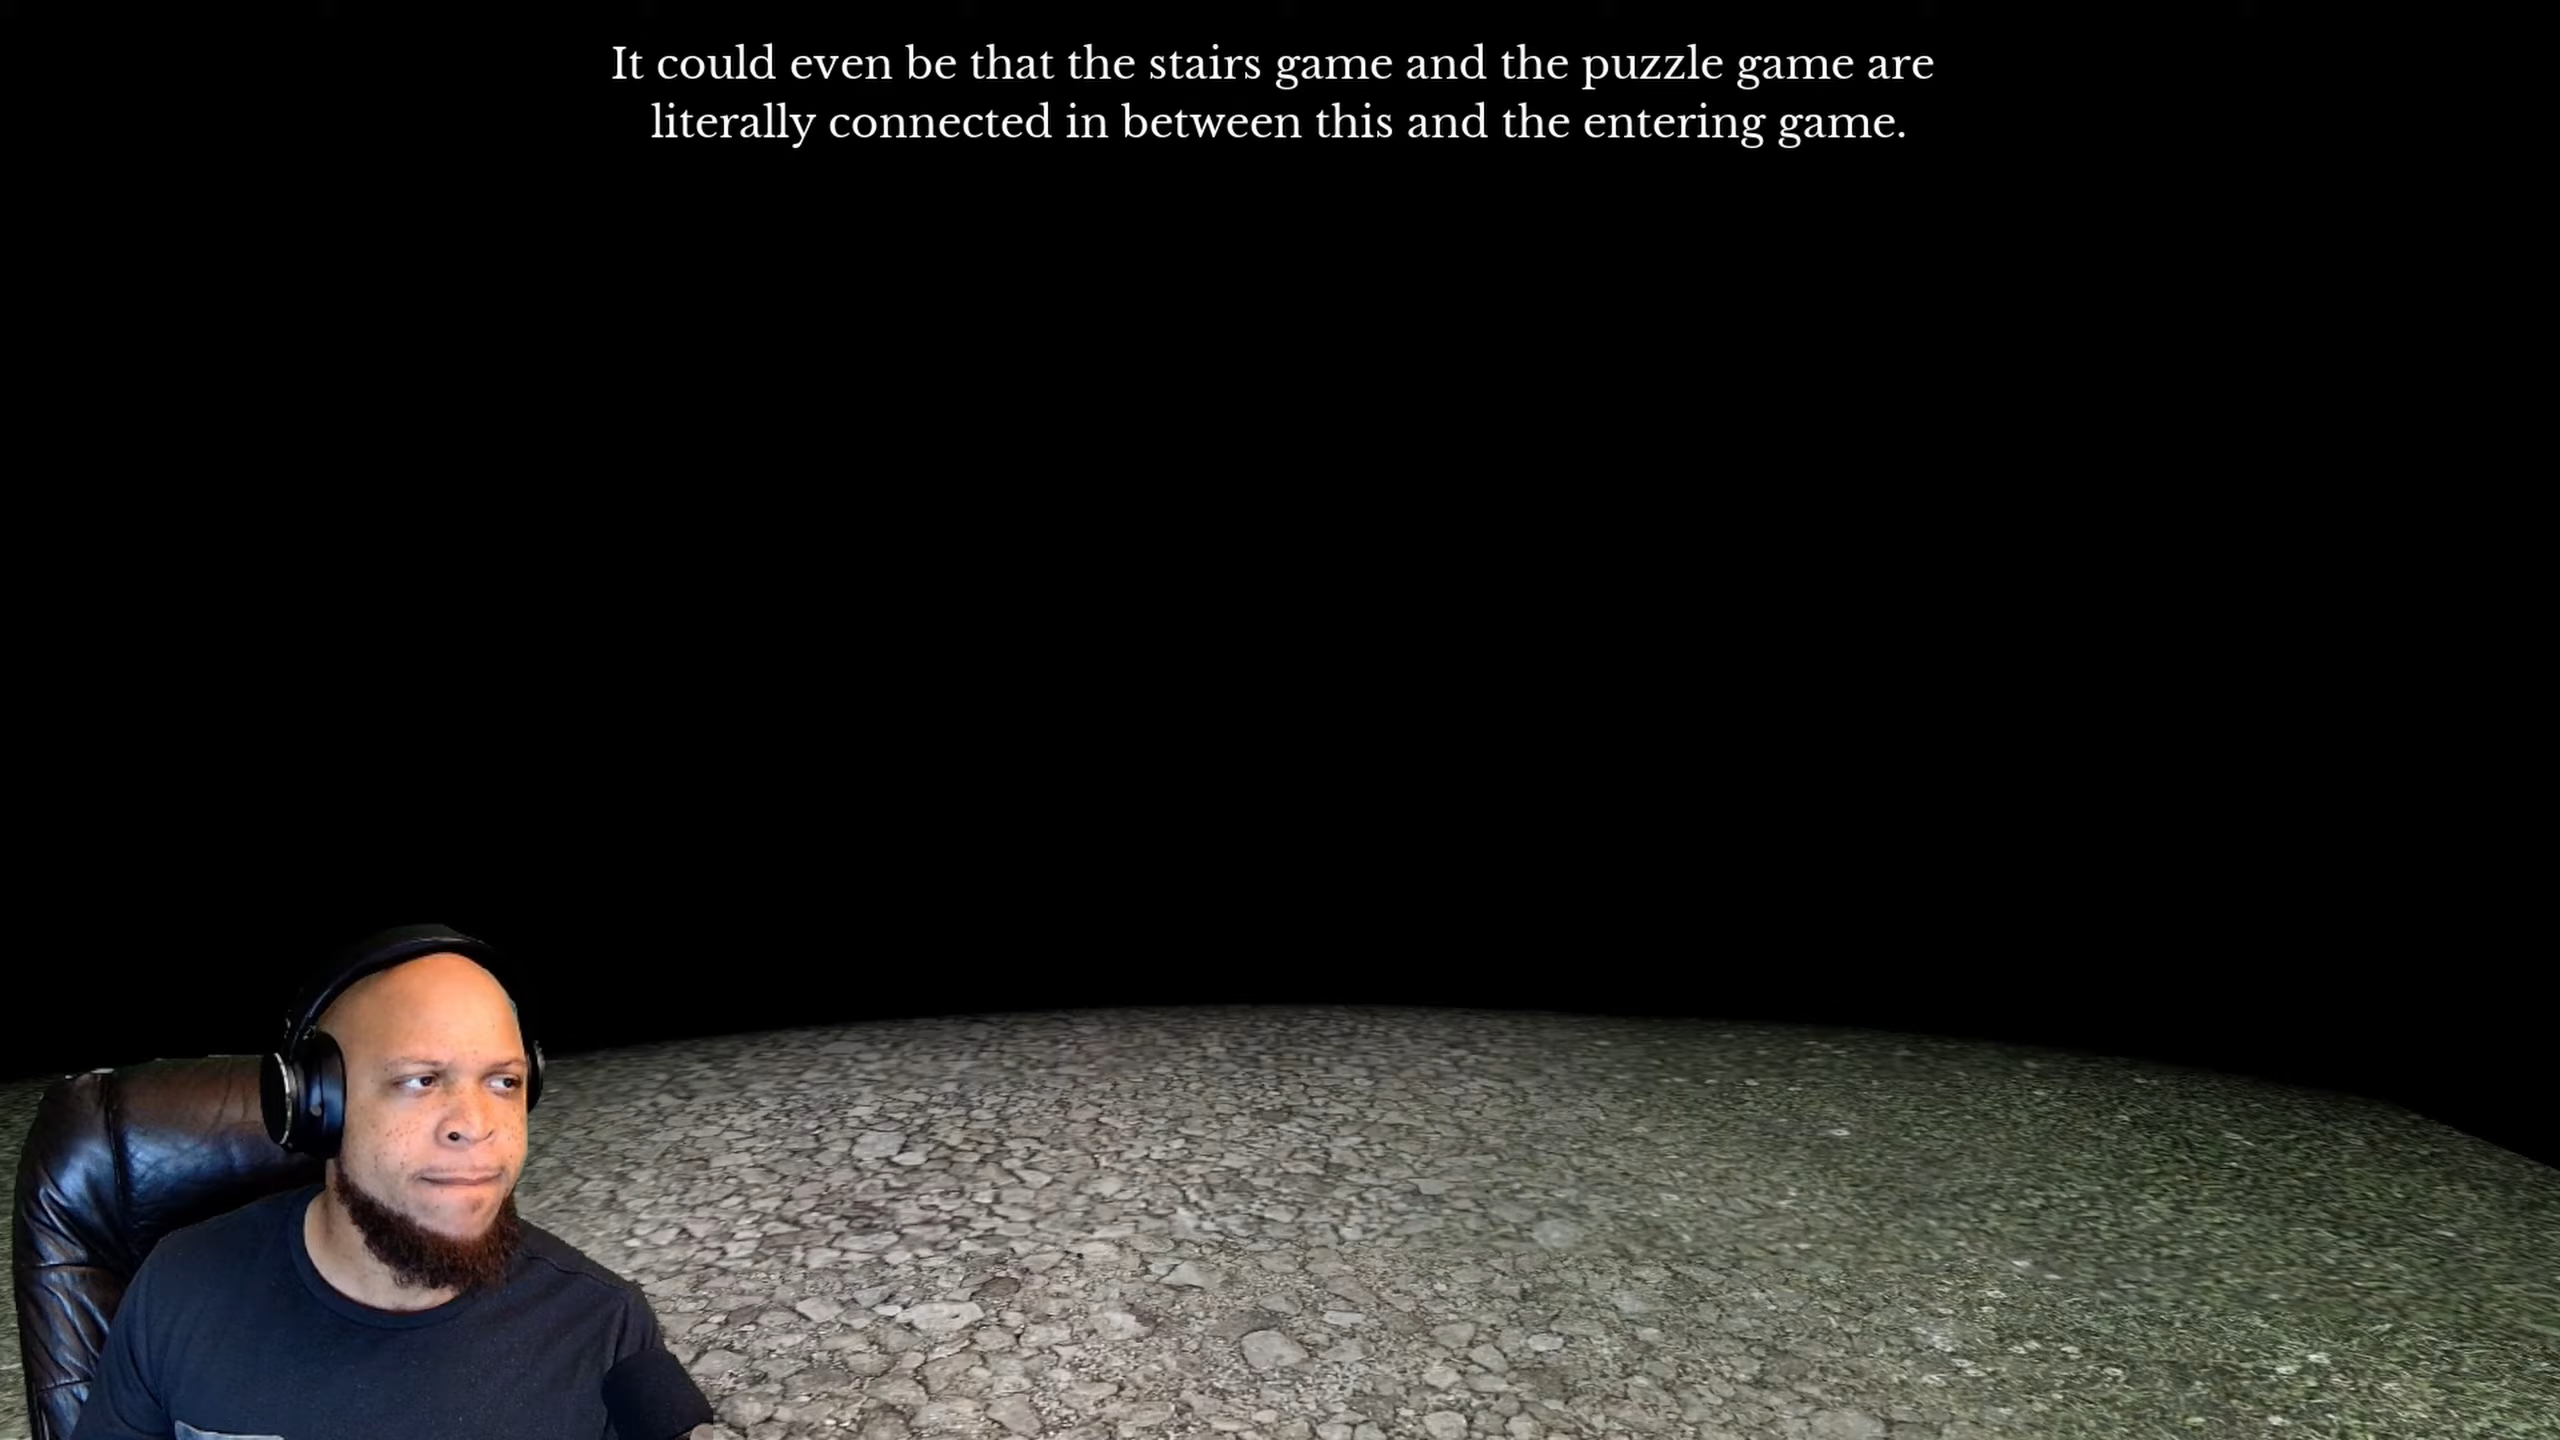 It could even be that the stairs game and the puzzle game are
literally connected in between this and the entering game.